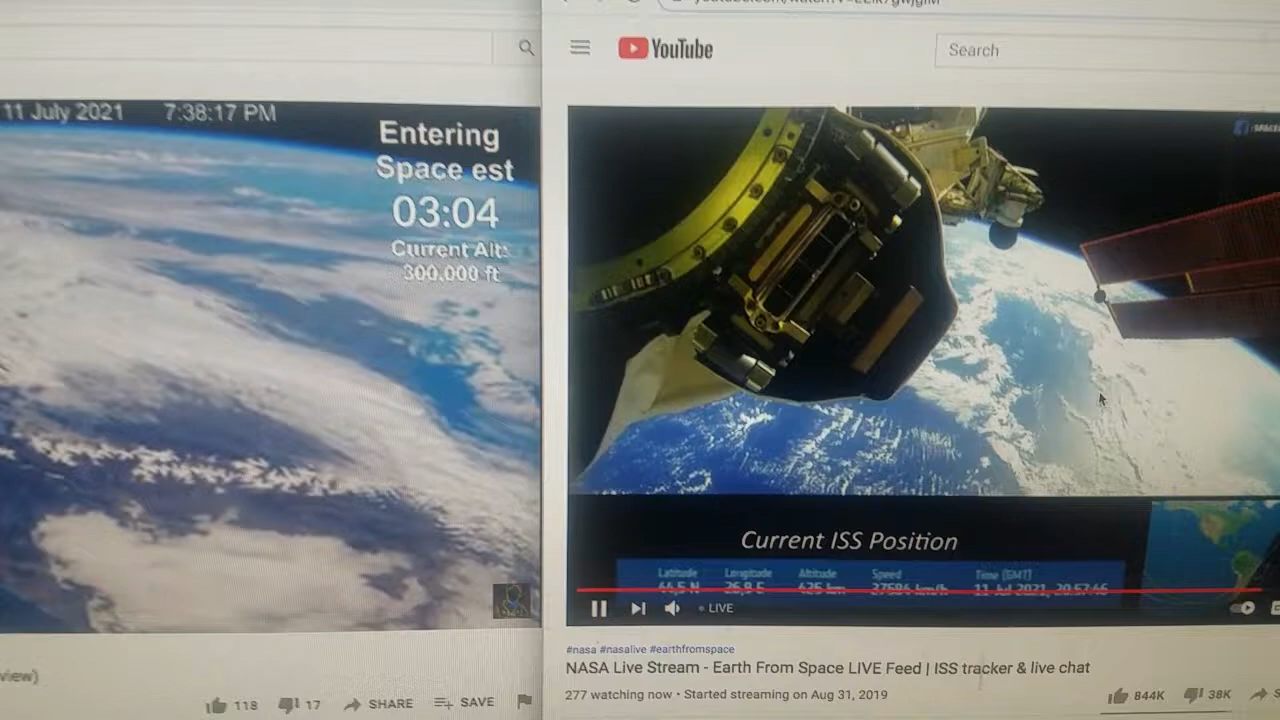 11 July 2021 7:38:17 PM
Entering
Space est
03:04
Current Alt:
300.000 ft
view)
118 17 SHARE SAVE
YouTube
Search
Current ISS Position
Latitude Longitude Altitude Speed Time (GMT)
LIVE
#nasa #nasalive #earthfromspace
NASA Live Stream - Earth From Space LIVE Feed | ISS tracker & live chat
277 watching now • Started streaming on Aug 31, 2019
844K 38K S